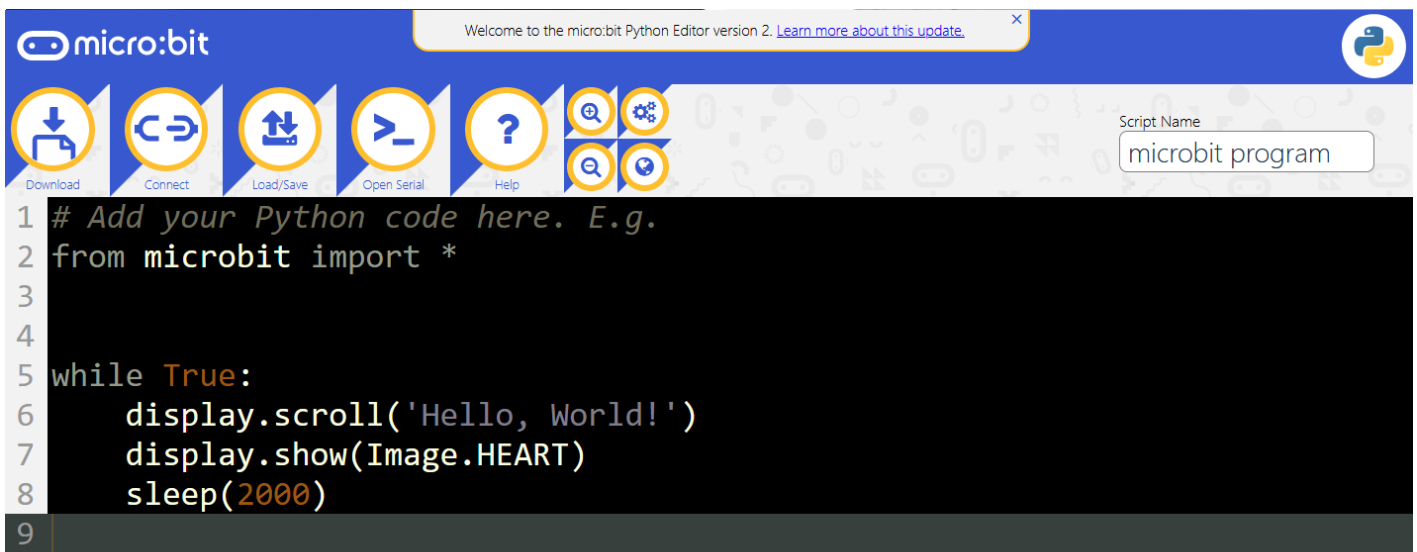 micro:bit
Welcome to the micro:bit Python Editor version 2. Learn more about this update. ×
Download
Connect
Load/Save
>_
Open Serial
?
Help
Script Name
microbit program
1 # Add your Python code here. E.g.
2 from microbit import *
3
4
5 while True:
6     display.scroll('Hello, World!')
7     display.show(Image.HEART)
8     sleep(2000)
9